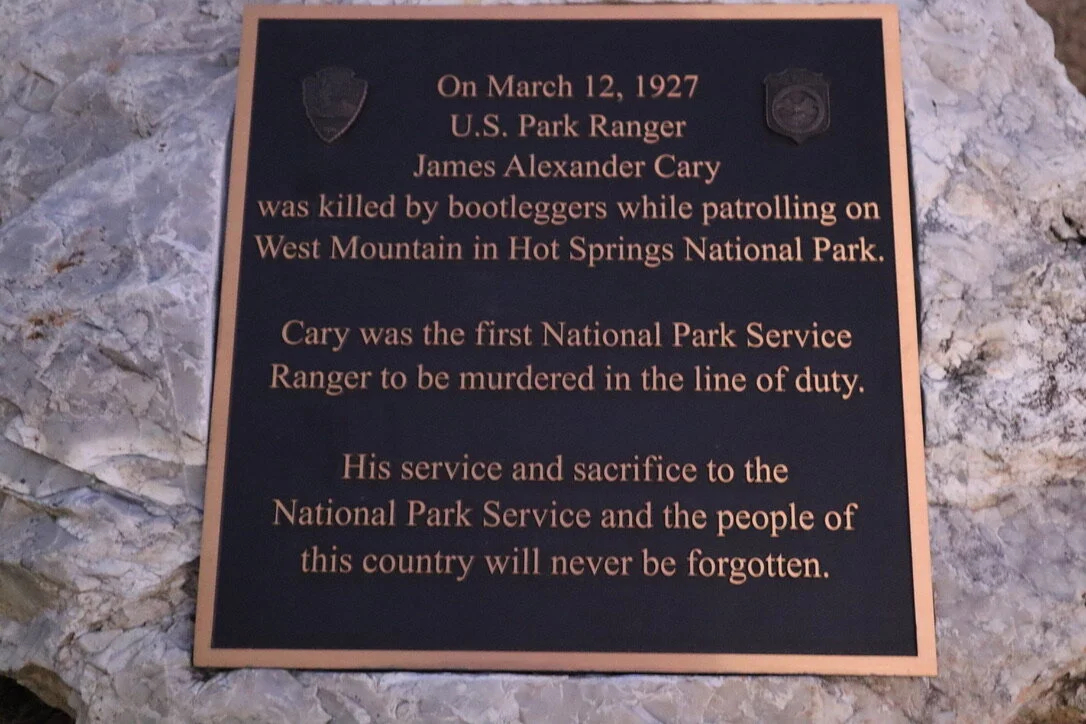 On March 12, 1927
U.S. Park Ranger
James Alexander Cary
was killed by bootleggers while patrolling on
West Mountain in Hot Springs National Park.
Cary was the first National Park Service
Ranger to be murdered in the line of duty.
His service and sacrifice to the
National Park Service and the people of
this country will never be forgotten.